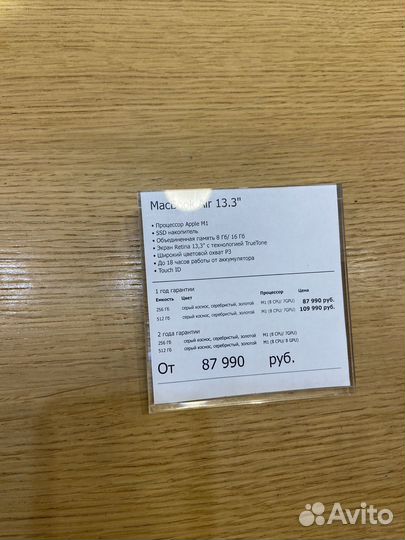 MacBook Air 13.3"
• Процессор Apple M1
• SSD накопитель
• Объединенная память 8 Гб/ 16 Гб
• Экран Retina 13,3" с технологией TrueTone
• Широкий цветовой охват P3
• До 18 часов работы от аккумулятора
• Touch ID
1 год гарантии
Емкость Цвет Процессор Цена
256 Гб серый космос, серебристый, золотой M1 (8 CPU/ 7GPU) 87 990 руб.
512 Гб серый космос, серебристый, золотой M1 (8 CPU/ 7GPU) 109 990 руб.
2 года гарантии
256 Гб серый космос, серебристый, золотой M1 (8 CPU/ 7GPU)
512 Гб серый космос, серебристый, золотой M1 (8 CPU/ 8 GPU)
От 87 990 руб.
Avito